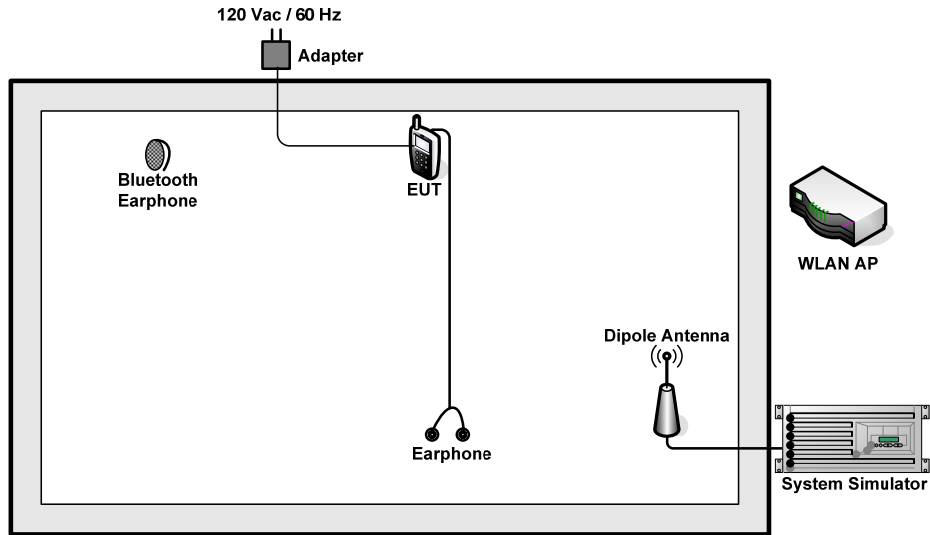 120 Vac / 60 Hz
Adapter
Bluetooth
Earphone
EUT
WLAN AP
Dipole Antenna
Earphone
System Simulator